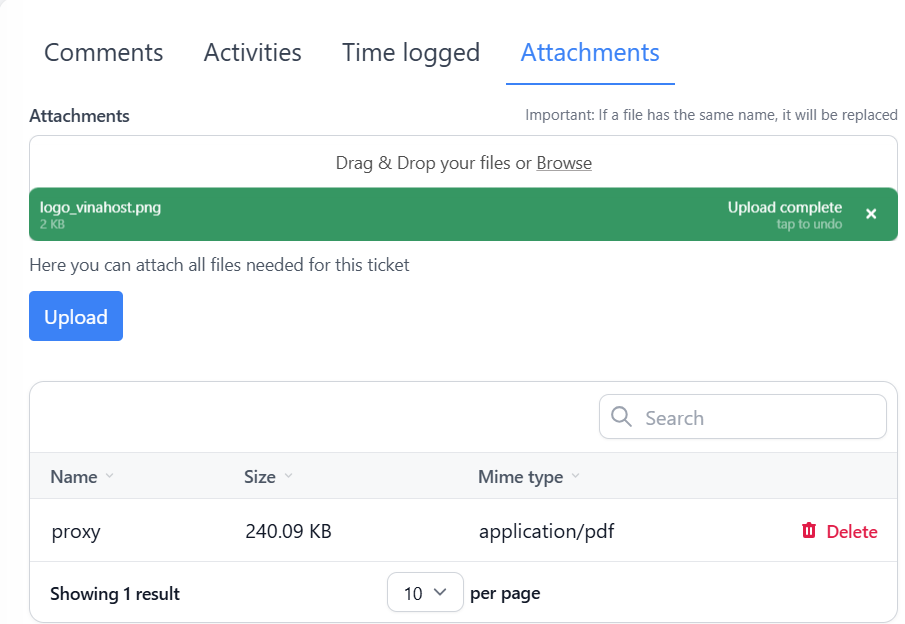 Comments Activities Time logged Attachments
Attachments Important: If a file has the same name, it will be replaced
Drag & Drop your files or Browse
logo_vinahost.png Upload complete
2 KB tap to undo
Here you can attach all files needed for this ticket
Upload
Search
Name Size Mime type
proxy 240.09 KB application/pdf Delete
Showing 1 result 10 per page